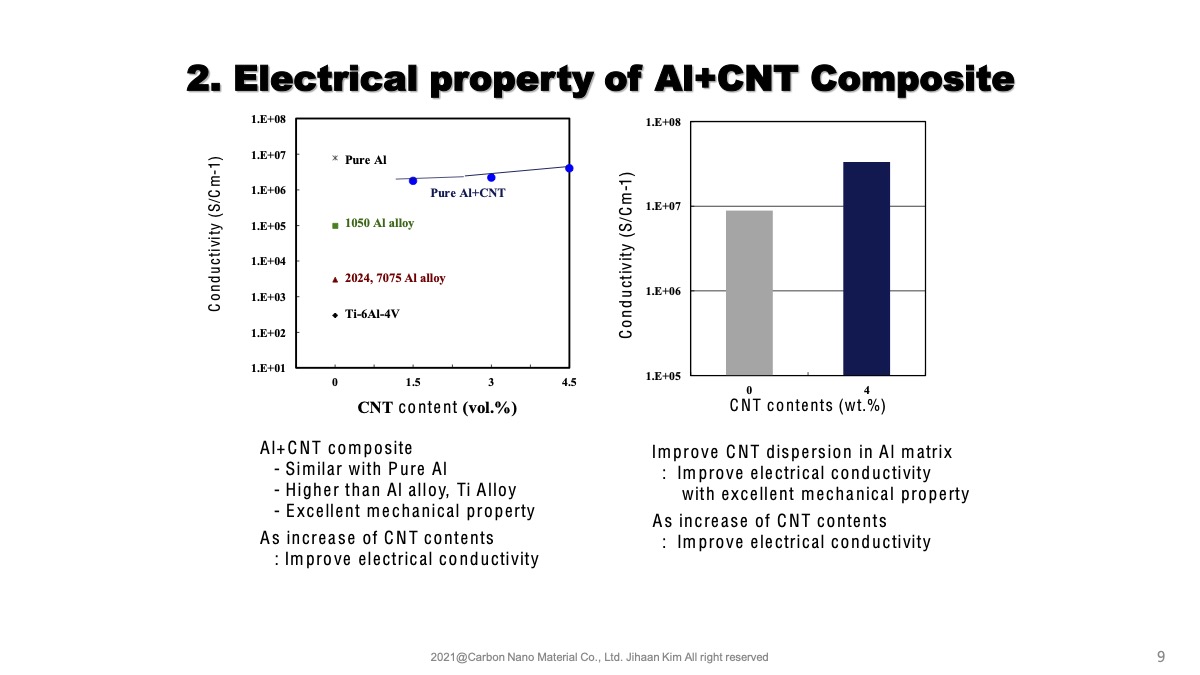 2. Electrical property of Al+CNT Composite
1.E+08
1.E+07
1.E+06
1.E+05
1.E+04
1.E+03
1.E+02
1.E+01
Conductivity (S/Cm-1)
Pure Al
Pure Al+CNT
1050 Al alloy
2024, 7075 Al alloy
Ti-6Al-4V
0 1.5 3 4.5
CNT content (vol.%)
1.E+08
1.E+07
1.E+06
1.E+05
Conductivity (S/Cm-1)
0 4
CNT contents (wt.%)
Al+CNT composite
- Similar with Pure Al
- Higher than Al alloy, Ti Alloy
- Excellent mechanical property
As increase of CNT contents
: Improve electrical conductivity
Improve CNT dispersion in Al matrix
: Improve electrical conductivity
with excellent mechanical property
As increase of CNT contents
: Improve electrical conductivity
2021@Carbon Nano Material Co., Ltd. Jihaan Kim All right reserved
9